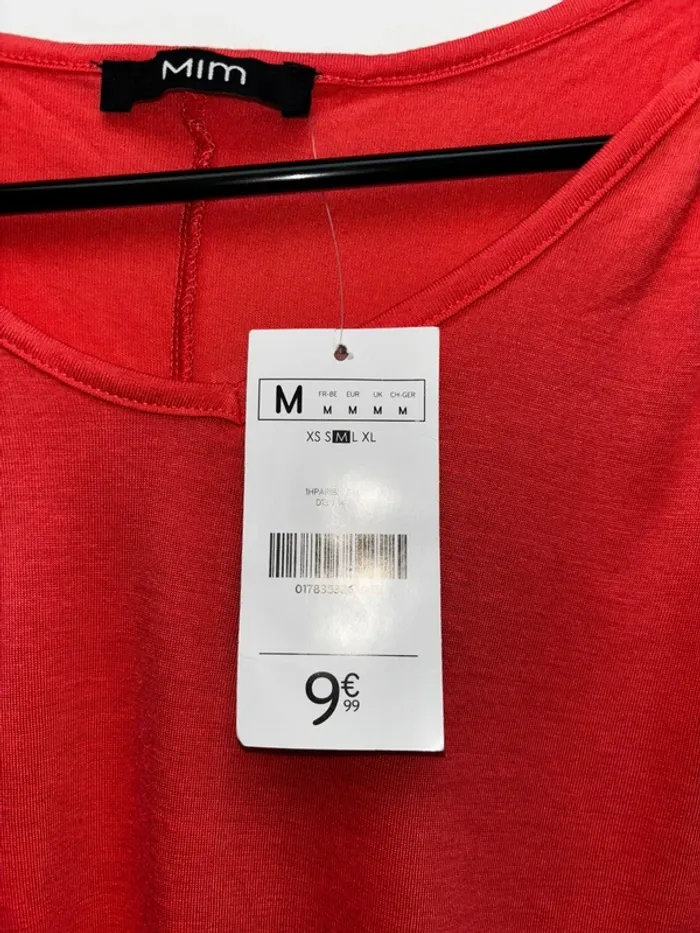 MIm
M
FR-BE EUR UK CH-GER
M M M M
XS S M L XL
9€99